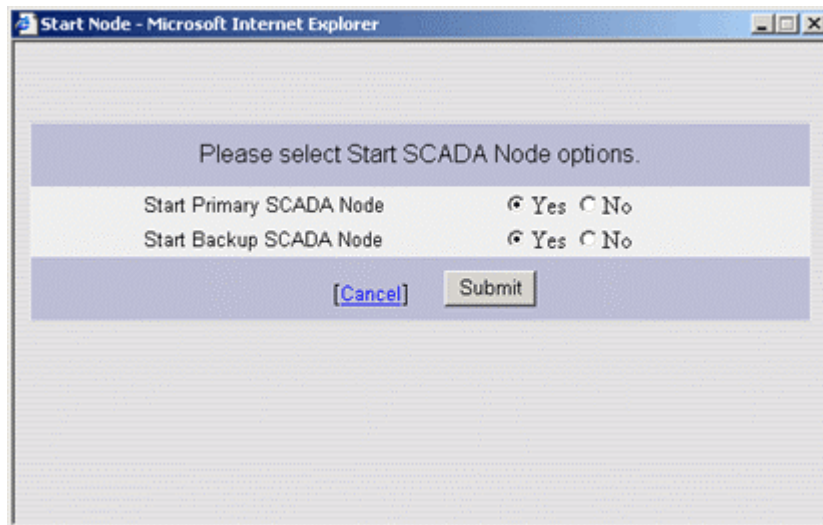 Start Node - Microsoft Internet Explorer
Please select Start SCADA Node options.
Start Primary SCADA Node Yes No
Start Backup SCADA Node Yes No
[Cancel] Submit